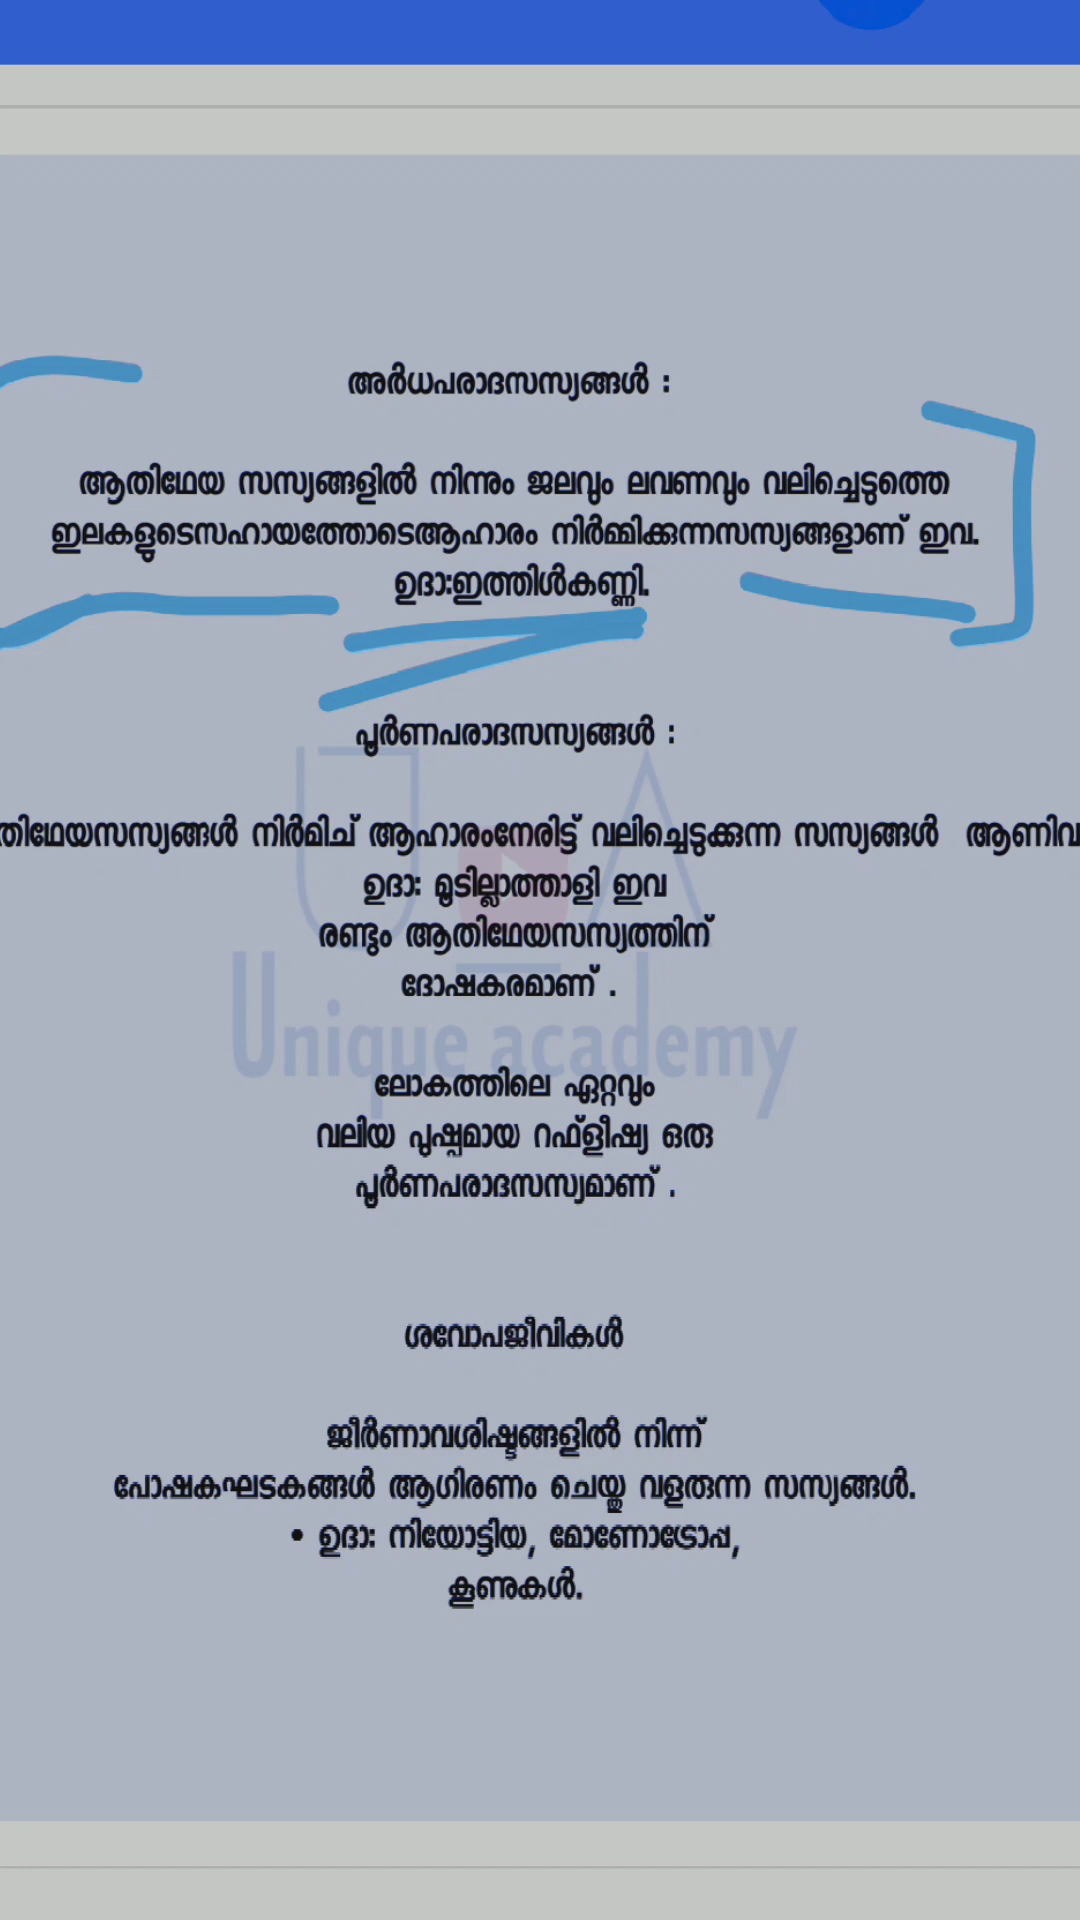 അർധപരാദസസ്യങ്ങൾ :
ആതിഥേയ സസ്യങ്ങളിൽ നിന്നും ജലവും ലവണവും വലിച്ചെടുത്തെ
ഇലകളുടെസഹായത്തോടെആഹാരം നിർമ്മിക്കുന്നസസ്യങ്ങളാണ് ഇവ.
ഉദാ:ഇത്തിൾകണ്ണി.
പൂർണപരാദസസ്യങ്ങൾ :
തിഥേയസസ്യങ്ങൾ നിർമിച് ആഹാരംനേരിട്ട് വലിച്ചെടുക്കുന്ന സസ്യങ്ങൾ ആണിവ
ഉദാ: മൂടില്ലാത്താളി ഇവ
രണ്ടും ആതിഥേയസസ്യത്തിന്
ദോഷകരമാണ് .
Unique academy
ലോകത്തിലെ ഏറ്റവും
വലിയ പുഷ്പമായ റഫ്ളീഷ്യ ഒരു
പൂർണപരാദസസ്യമാണ് .
ശവോപജീവികൾ
ജീർണാവശിഷ്ടങ്ങളിൽ നിന്ന്
പോഷകഘടകങ്ങൾ ആഗിരണം ചെയ്തു വളരുന്ന സസ്യങ്ങൾ.
• ഉദാ: നിയോട്ടിയ, മോണോട്രോപ്പ,
കൂണുകൾ.